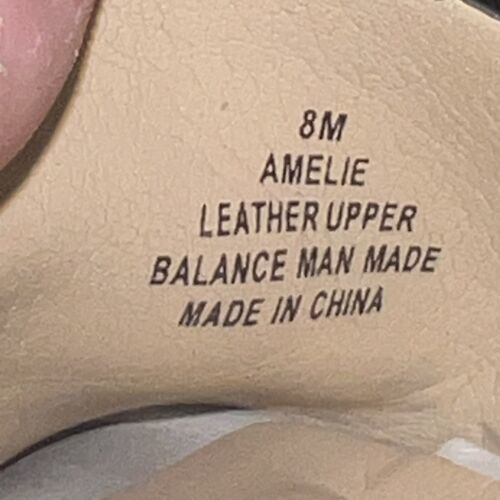 8M
AMELIE
LEATHER UPPER
BALANCE MAN MADE
MADE IN CHINA